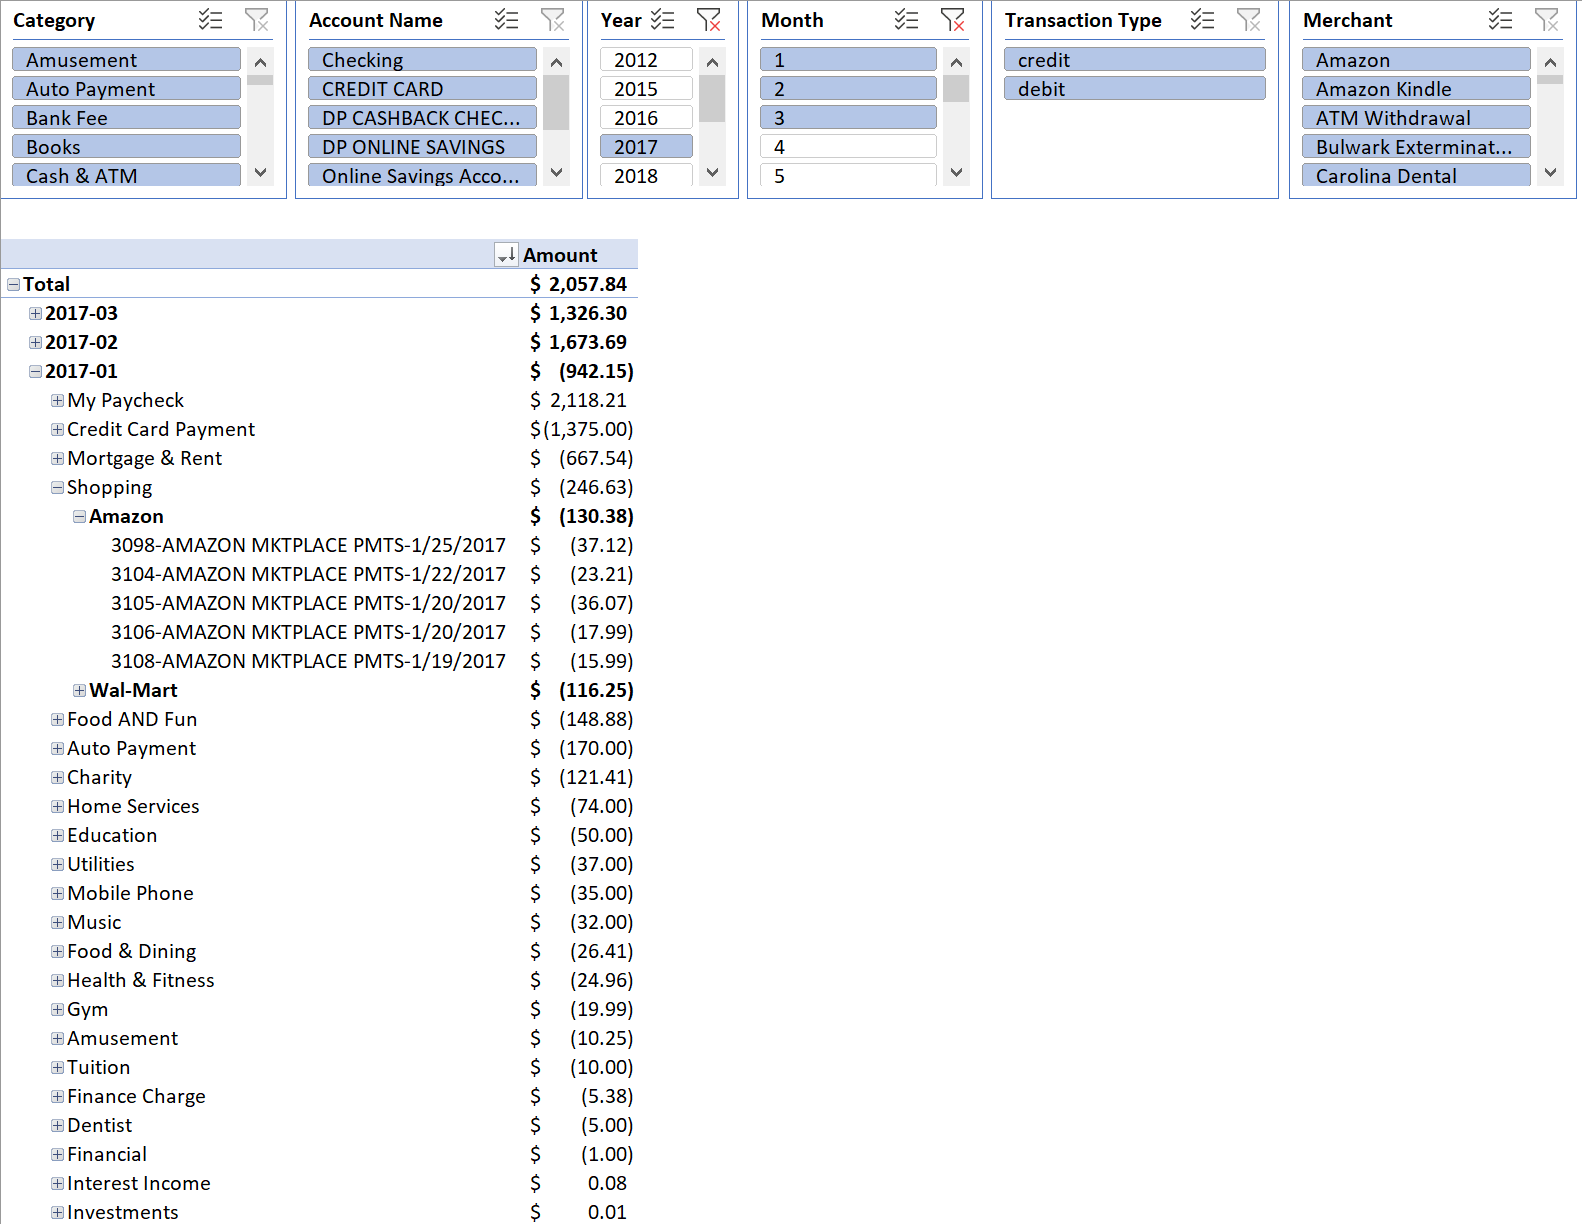 Category
Amusement
Auto Payment
Bank Fee
Books
Cash & ATM
Account Name
Checking
CREDIT CARD
DP CASHBACK CHEC...
DP ONLINE SAVINGS
Online Savings Acco...
Year
2012
2015
2016
2017
2018
Month
1
2
3
4
5
Transaction Type
credit
debit
Merchant
Amazon
Amazon Kindle
ATM Withdrawal
Bulwark Exterminat...
Carolina Dental
Amount
Total $ 2,057.84
2017-03 $ 1,326.30
2017-02 $ 1,673.69
2017-01 $ (942.15)
My Paycheck $ 2,118.21
Credit Card Payment $(1,375.00)
Mortgage & Rent $ (667.54)
Shopping $ (246.63)
Amazon $ (130.38)
3098-AMAZON MKTPLACE PMTS-1/25/2017 $ (37.12)
3104-AMAZON MKTPLACE PMTS-1/22/2017 $ (23.21)
3105-AMAZON MKTPLACE PMTS-1/20/2017 $ (36.07)
3106-AMAZON MKTPLACE PMTS-1/20/2017 $ (17.99)
3108-AMAZON MKTPLACE PMTS-1/19/2017 $ (15.99)
Wal-Mart $ (116.25)
Food AND Fun $ (148.88)
Auto Payment $ (170.00)
Charity $ (121.41)
Home Services $ (74.00)
Education $ (50.00)
Utilities $ (37.00)
Mobile Phone $ (35.00)
Music $ (32.00)
Food & Dining $ (26.41)
Health & Fitness $ (24.96)
Gym $ (19.99)
Amusement $ (10.25)
Tuition $ (10.00)
Finance Charge $ (5.38)
Dentist $ (5.00)
Financial $ (1.00)
Interest Income $ 0.08
Investments $ 0.01